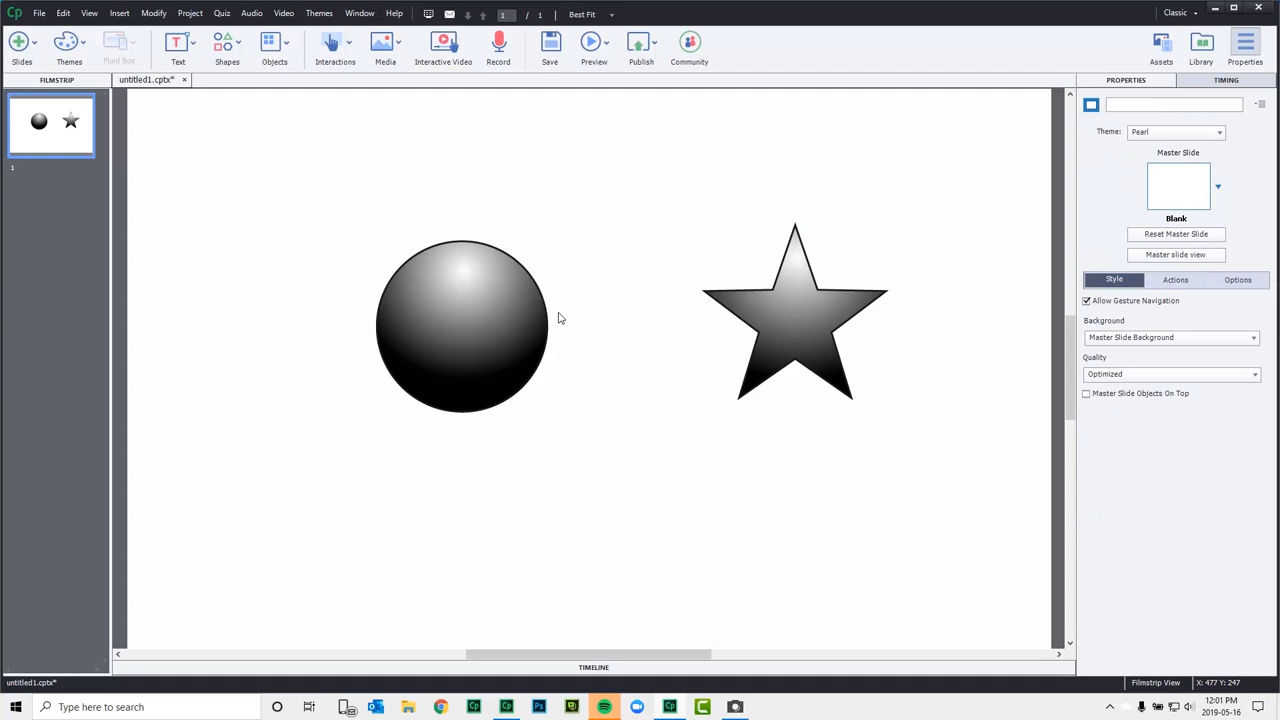 Cp File Edit View Insert Modify Project Quiz Audio Video Themes Window Help 1 / 1 Best Fit Classic
Slides Themes Fluid Box Text Shapes Objects Interactions Media Interactive Video Record Save Preview Publish Community Assets Library Properties
FILMSTRIP untitled1.cptx* × PROPERTIES TIMING
Theme: Pearl
Master Slide
1
Blank
Reset Master Slide
Master slide view
Style Actions Options
Allow Gesture Navigation
Background
Master Slide Background
Quality
Optimized
Master Slide Objects On Top
TIMELINE
untitled1.cptx* Filmstrip View X: 477 Y: 247
Type here to search
12:01 PM
2019-05-16